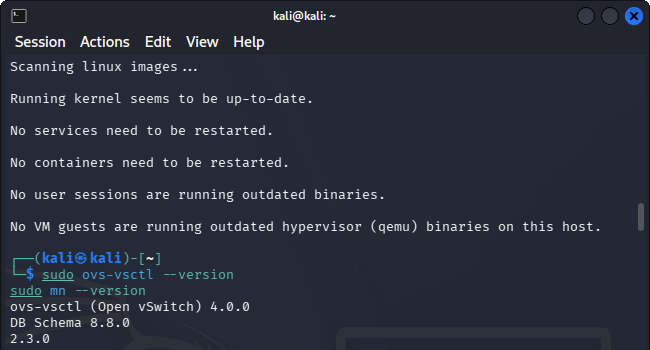 kali@kali: ~
Session Actions Edit View Help
Scanning linux images...
Running kernel seems to be up-to-date.
No services need to be restarted.
No containers need to be restarted.
No user sessions are running outdated binaries.
No VM guests are running outdated hypervisor (qemu) binaries on this host.
┌──(kali㉿kali)-[~]
└─$ sudo ovs-vsctl --version
sudo mn --version
ovs-vsctl (Open vSwitch) 4.0.0
DB Schema 8.8.0
2.3.0